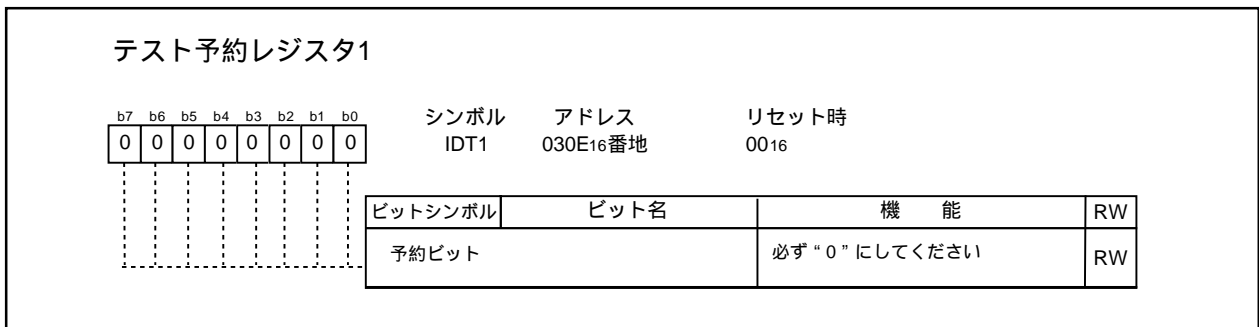 テスト予約レジスタ1
b7 b6 b5 b4 b3 b2 b1 b0
0 0 0 0 0 0 0 0
シンボル アドレス リセット時
IDT1 030E16番地 0016
ビットシンボル ビット名 機 能 RW
予約ビット 必ず“0”にしてください RW